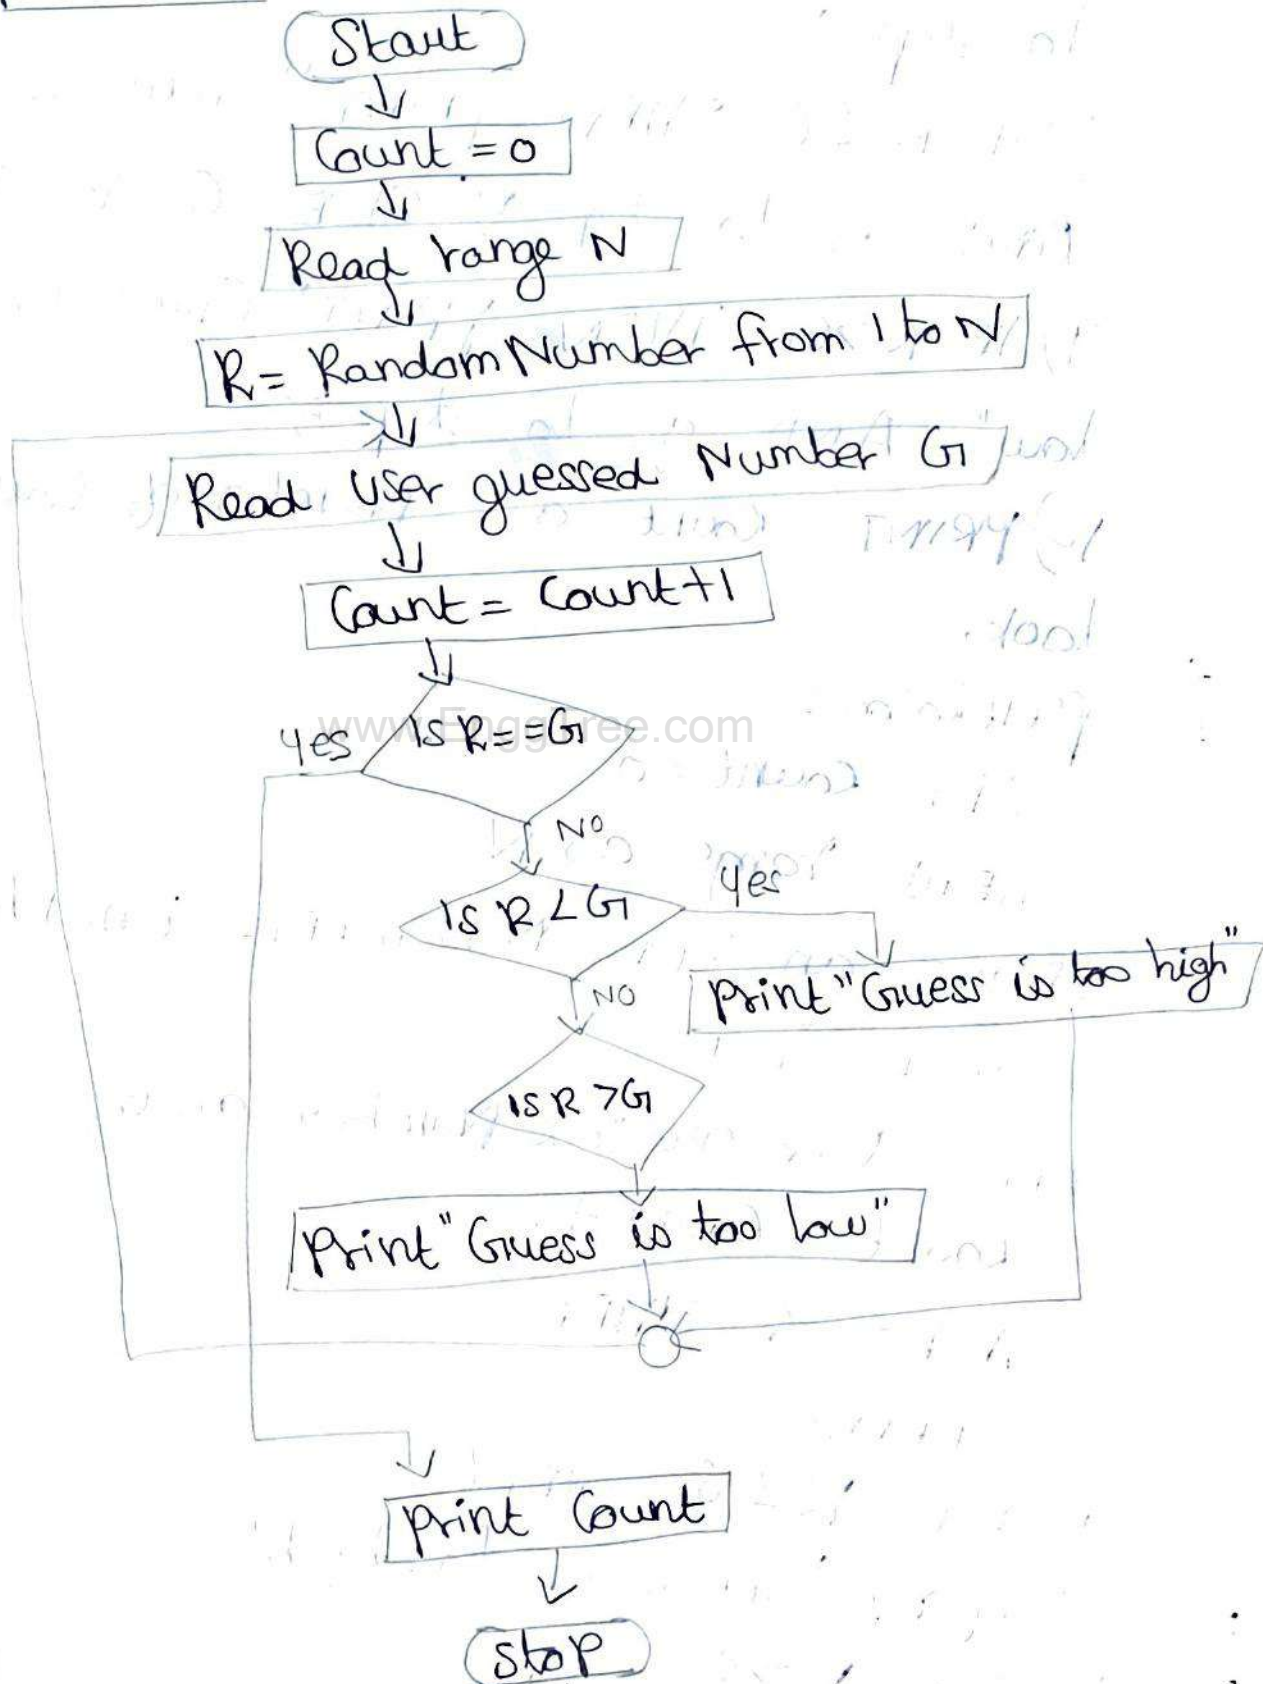 Start
Count = 0
Read range N
R = Random Number from 1 to N
Read user guessed Number G
Count = Count+1
www.EnggTree.com
Is R==G
yes
NO
Is R < G
yes
NO
print "Guess is too high"
Is R > G
print "Guess is too low"
print Count
Stop